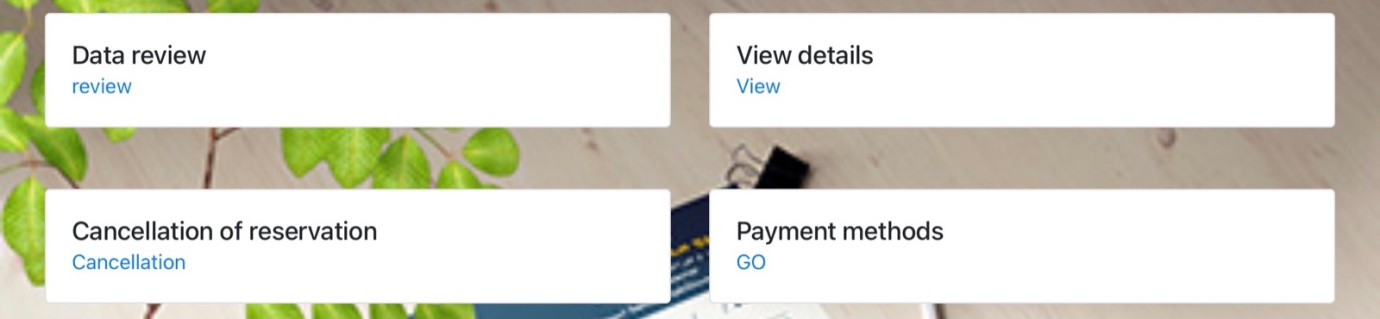 Data review
review
View details
View
Cancellation of reservation
Cancellation
Payment methods
GO